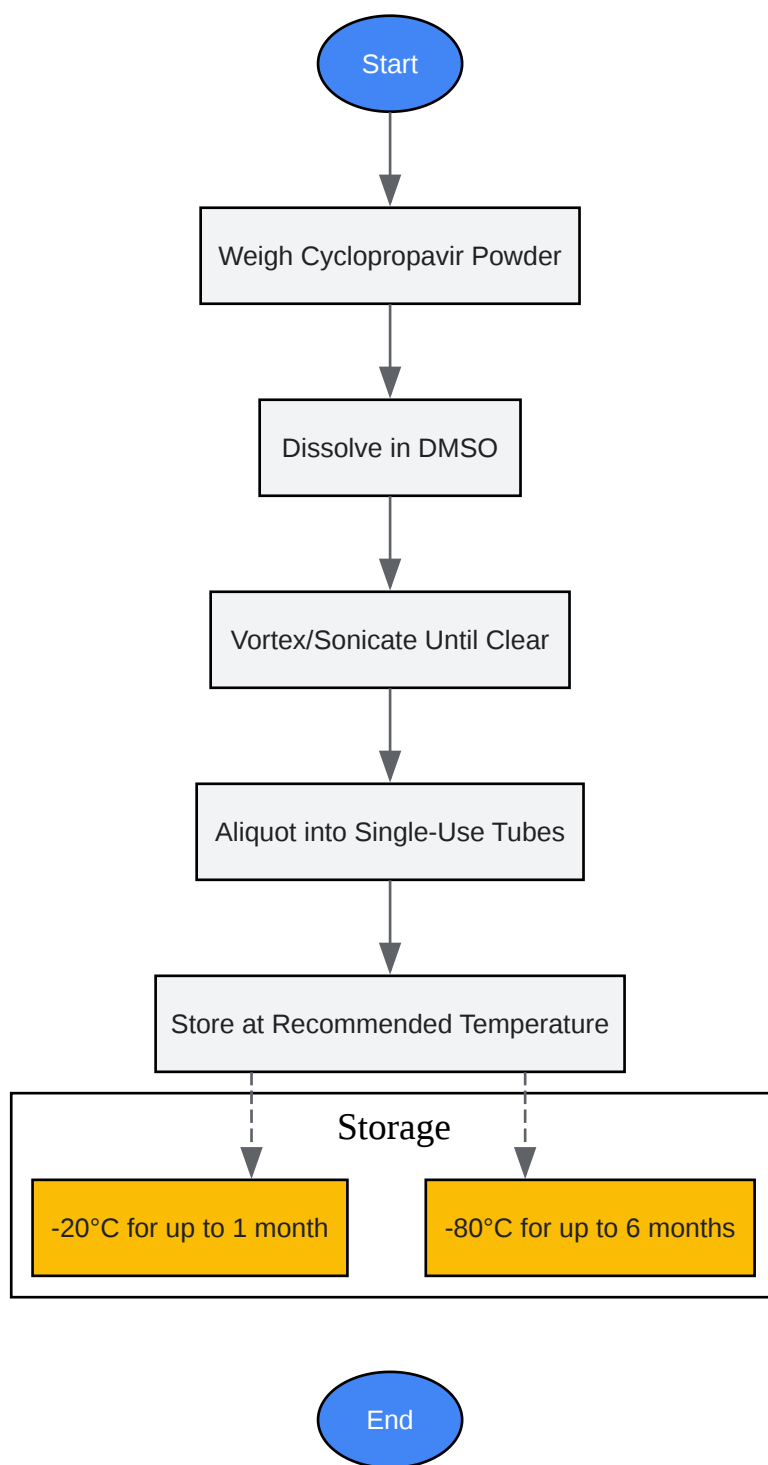 Start
Weigh Cyclopropavir Powder
Dissolve in DMSO
Vortex/Sonicate Until Clear
Aliquot into Single-Use Tubes
Store at Recommended Temperature
Storage
-20°C for up to 1 month
-80°C for up to 6 months
End